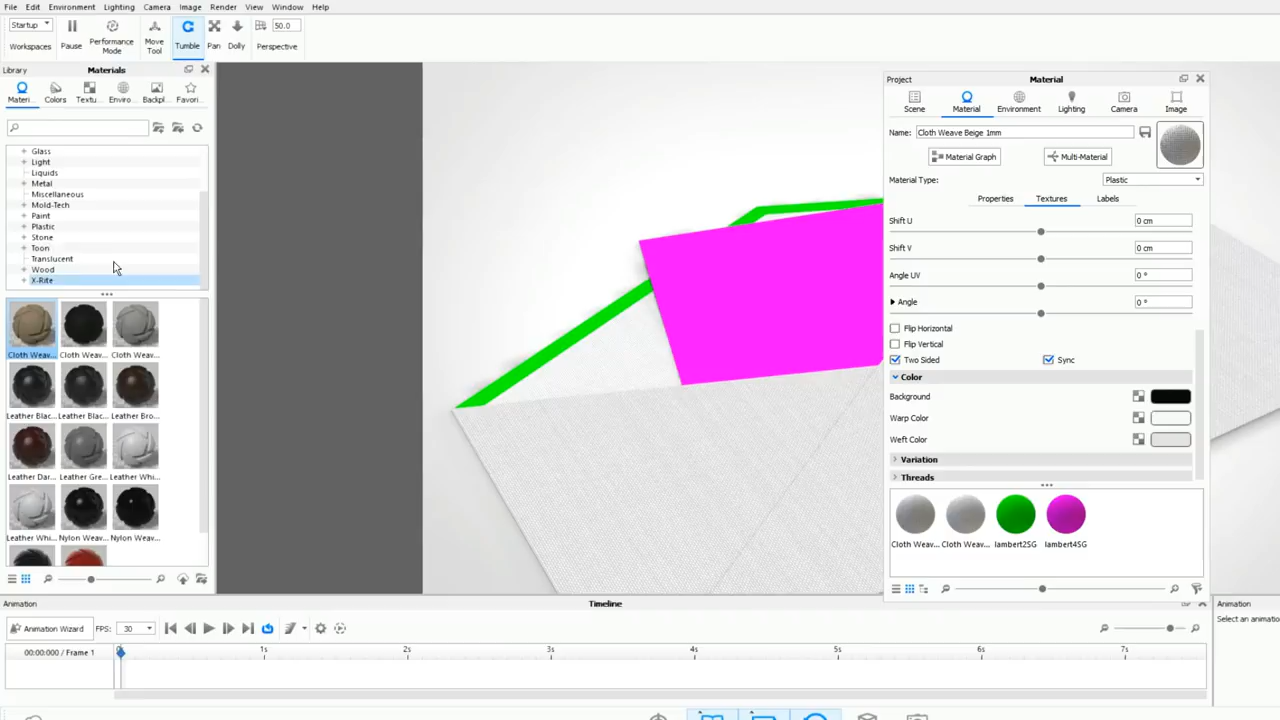 File Edit Environment Lighting Camera Image Render View Window Help
Startup 50.0
Workspaces Pause Performance Mode Move Tool Tumble Pan Dolly Perspective
Library Materials
Materi... Colors Textu... Enviro... Backpl... Favori...
Glass
Light
Liquids
Metal
Miscellaneous
Mold-Tech
Paint
Plastic
Stone
Toon
Translucent
Wood
X-Rite
Cloth Weav... Cloth Weav... Cloth Weav...
Leather Blac... Leather Blac... Leather Bro...
Leather Dar... Leather Gre... Leather Whi...
Leather Whi... Nylon Weav... Nylon Weav...
Project Material
Scene Material Environment Lighting Camera Image
Name: Cloth Weave Beige 1mm
Material Graph Multi-Material
Material Type: Plastic
Properties Textures Labels
Shift U 0 cm
Shift V 0 cm
Angle UV 0 °
Angle 0 °
Flip Horizontal
Flip Vertical
Two Sided Sync
Color
Background
Warp Color
Weft Color
Variation
Threads
Cloth Weav... Cloth Weav... lambert2SG lambert4SG
Animation Timeline Animation
Animation Wizard FPS: 30 Select an animatio
00:00:000 / Frame 1 1s 2s 3s 4s 5s 6s 7s